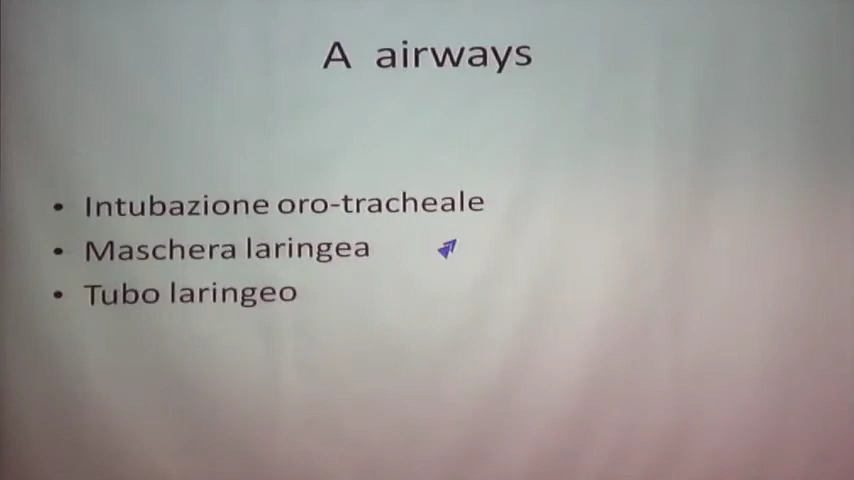 A airways
• Intubazione oro-tracheale
• Maschera laringea
• Tubo laringeo